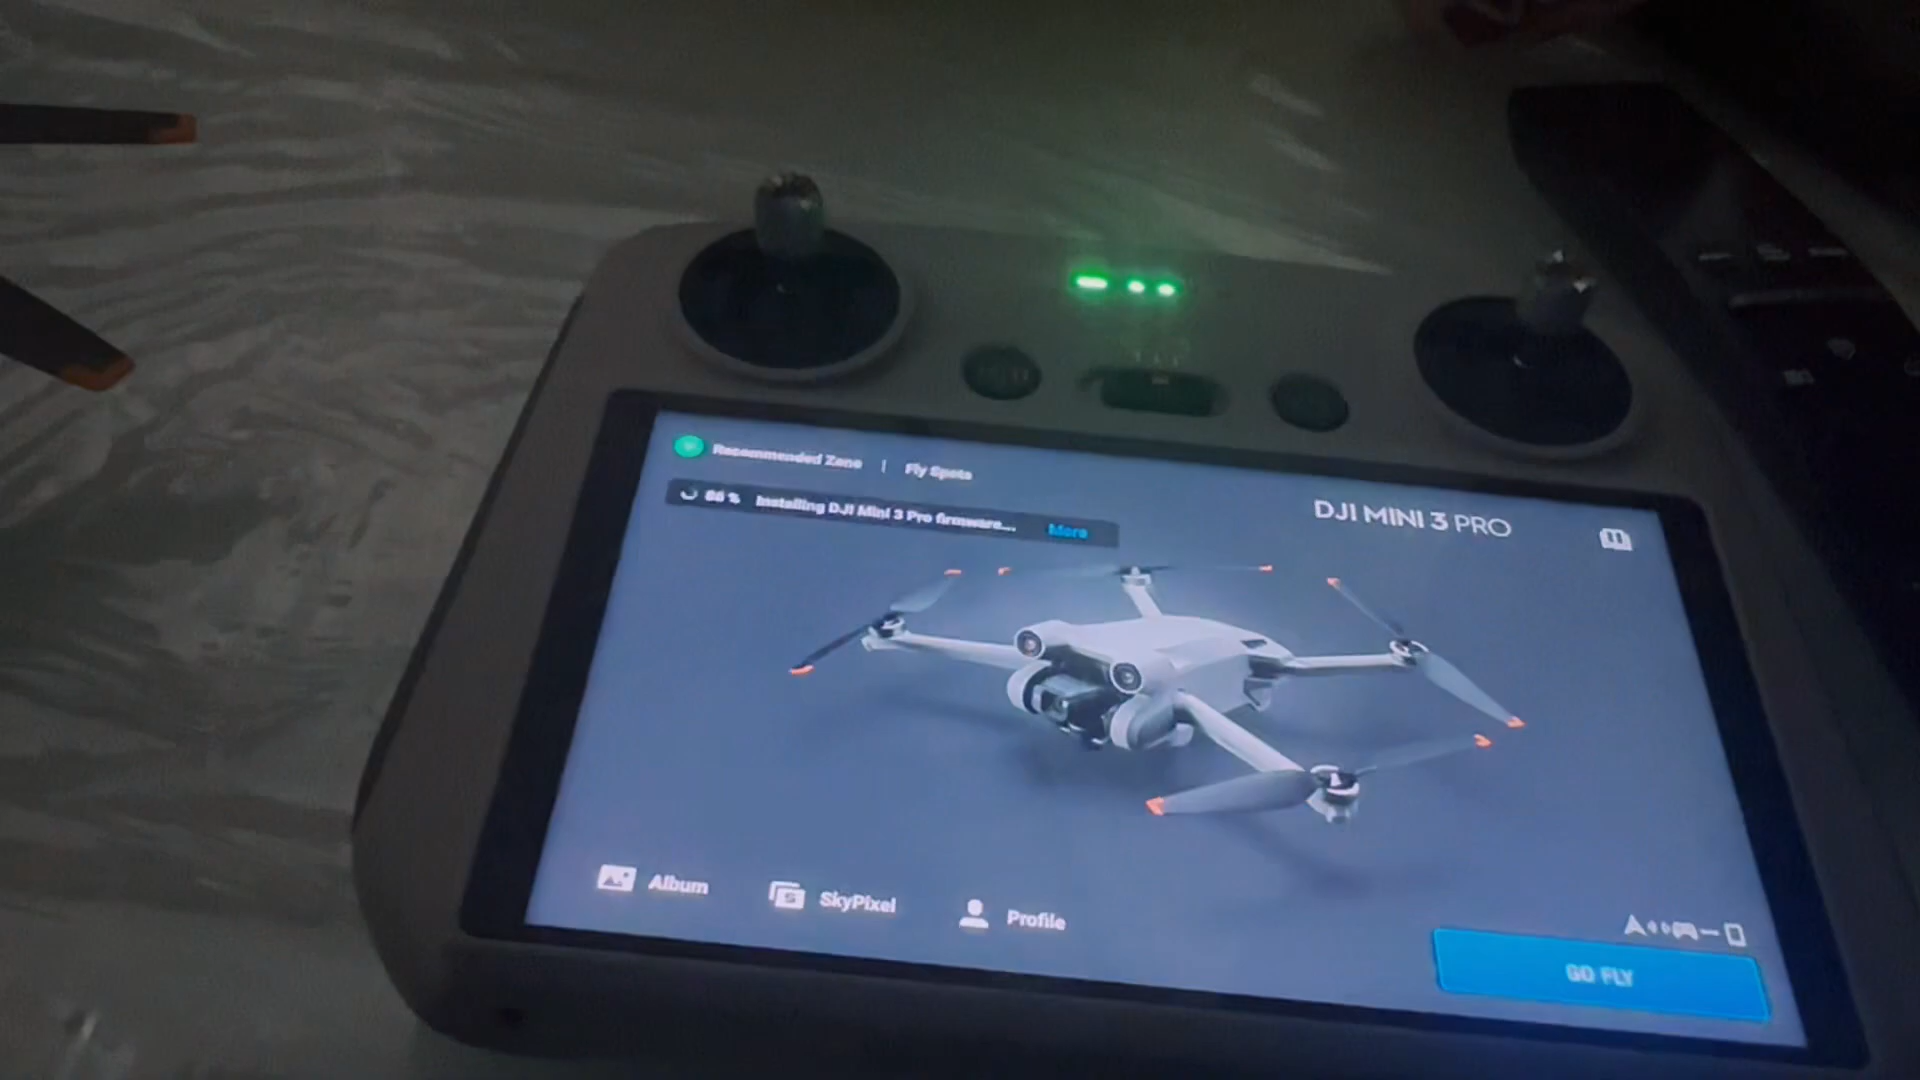 Recommended Zone | Fly Spots
86 % Installing DJI Mini 3 Pro firmware... More
DJI MINI 3 PRO
Album
SkyPixel
Profile
GO FLY